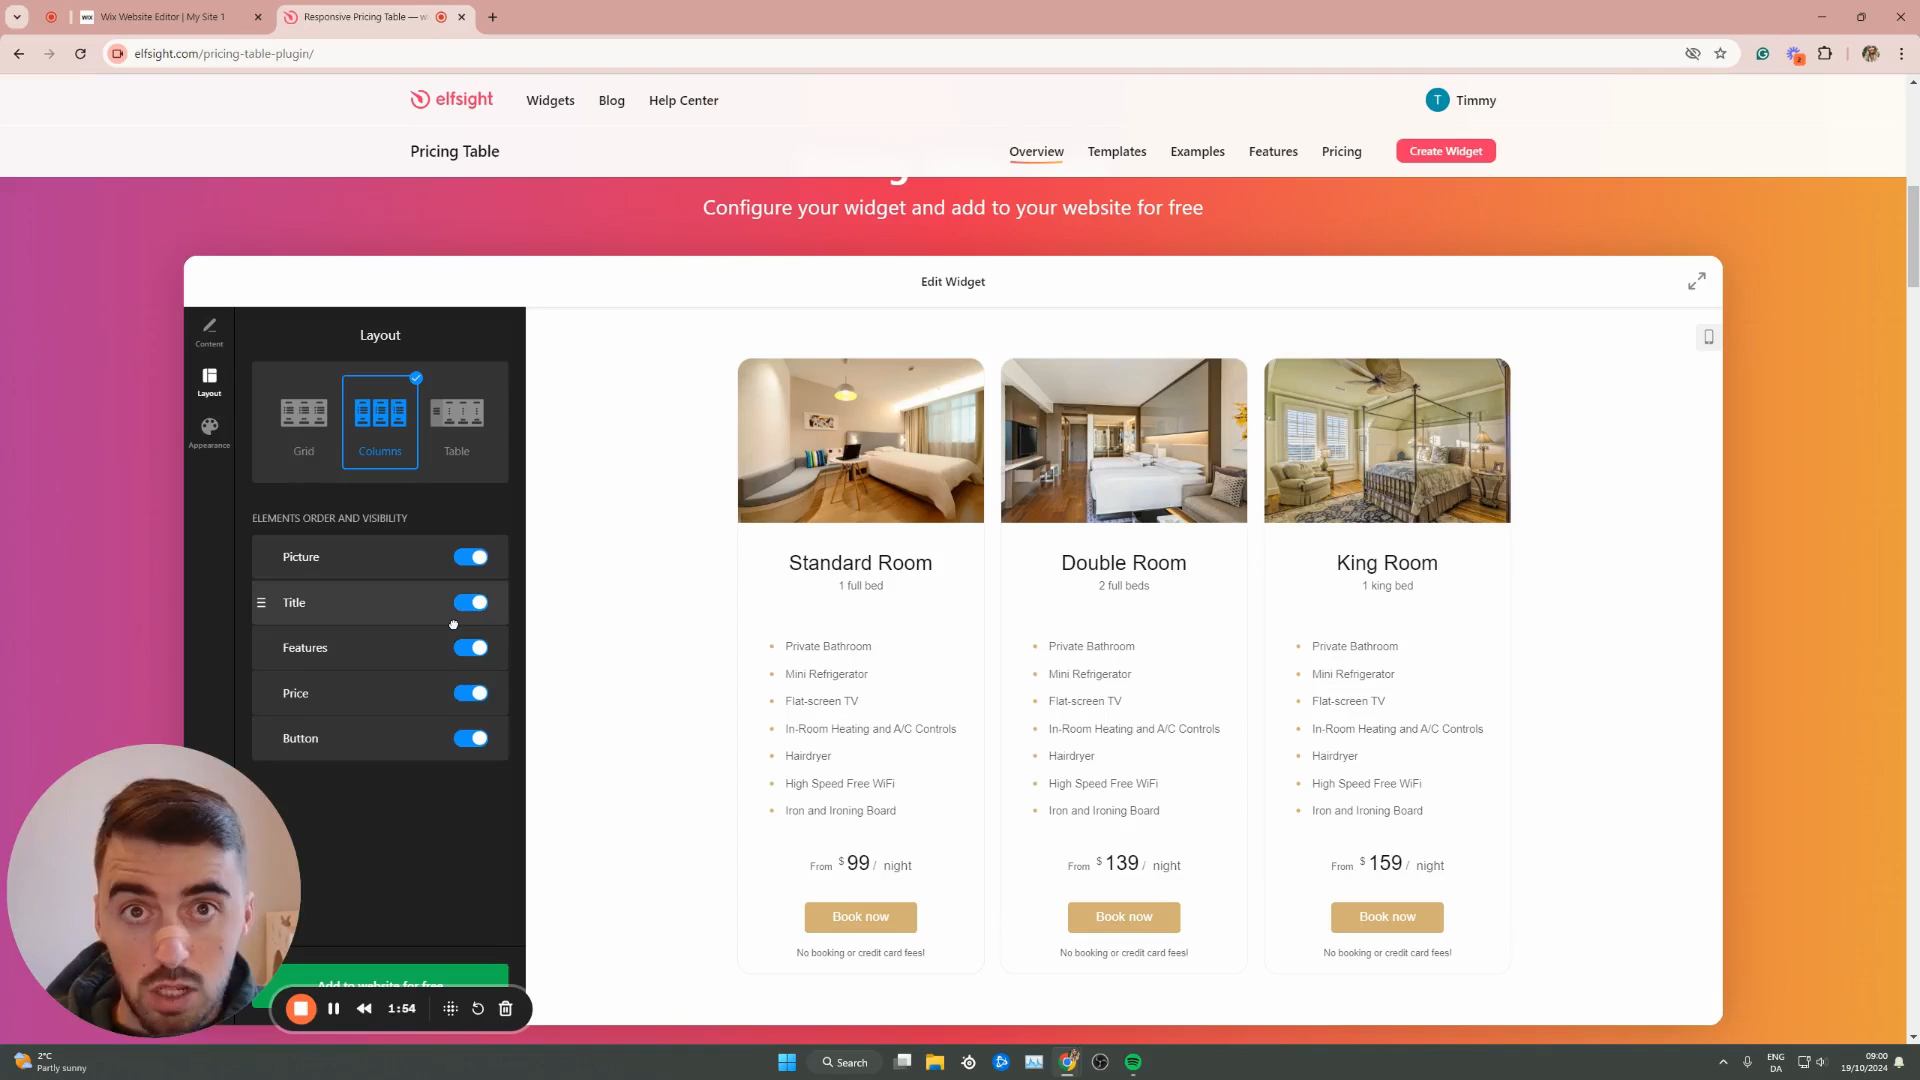 WIX Wix Website Editor | My Site 1
Responsive Pricing Table — w
elfsight.com/pricing-table-plugin/
2
elfsight
Widgets
Blog
Help Center
T
Timmy
Pricing Table
Overview
Templates
Examples
Features
Pricing
Create Widget
Configure your widget and add to your website for free
Edit Widget
Content
Layout
Appearance
Layout
Grid
Columns
Table
ELEMENTS ORDER AND VISIBILITY
Picture
Title
Features
Price
Button
Standard Room
1 full bed
Private Bathroom
Mini Refrigerator
Flat-screen TV
In-Room Heating and A/C Controls
Hairdryer
High Speed Free WiFi
Iron and Ironing Board
From $ 99 / night
Book now
No booking or credit card fees!
Double Room
2 full beds
Private Bathroom
Mini Refrigerator
Flat-screen TV
In-Room Heating and A/C Controls
Hairdryer
High Speed Free WiFi
Iron and Ironing Board
From $ 139 / night
Book now
No booking or credit card fees!
King Room
1 king bed
Private Bathroom
Mini Refrigerator
Flat-screen TV
In-Room Heating and A/C Controls
Hairdryer
High Speed Free WiFi
Iron and Ironing Board
From $ 159 / night
Book now
No booking or credit card fees!
Add to website for free
1:54
2°C
Partly sunny
Search
ENG
DA
09:00
19/10/2024